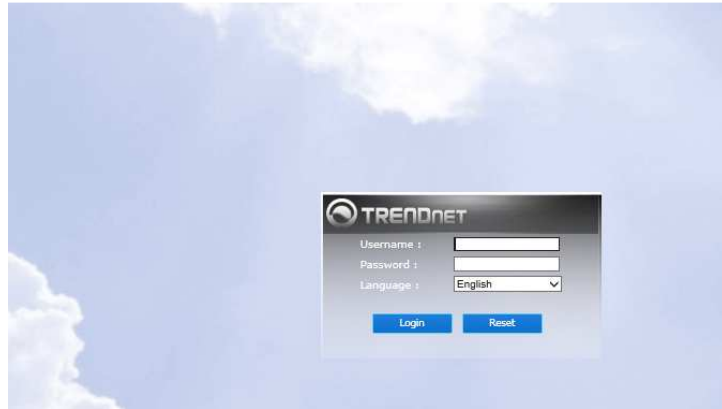 TRENDNET
Username :
Password :
Language : English
Login Reset